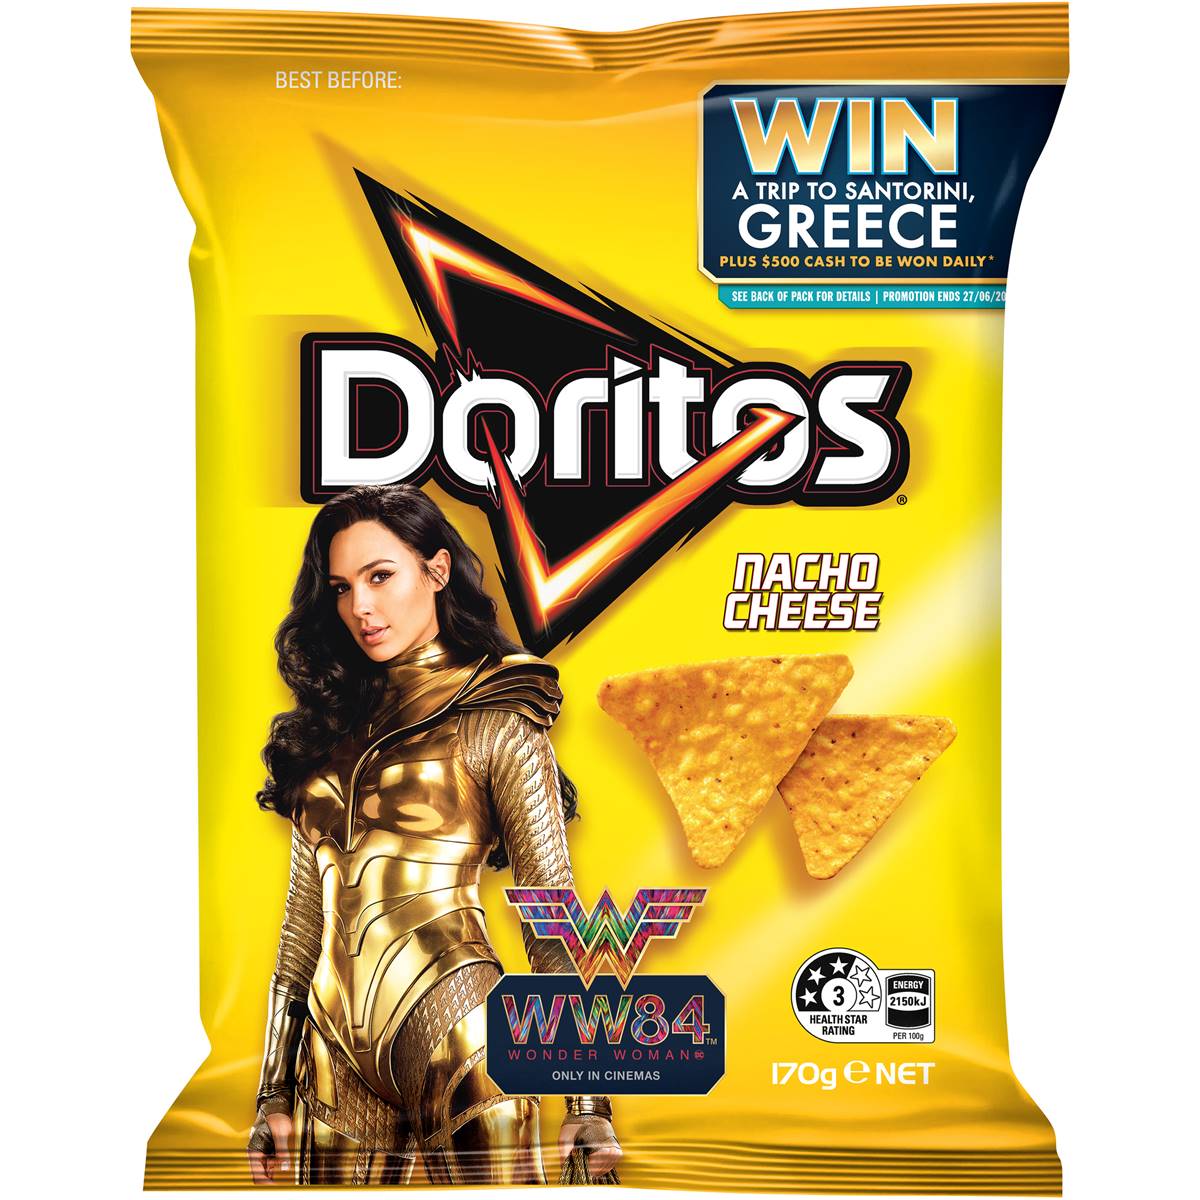 BEST BEFORE:
WIN
A TRIP TO SANTORINI,
GREECE
PLUS $500 CASH TO BE WON DAILY*
SEE BACK OF PACK FOR DETAILS | PROMOTION ENDS 27/06/20
Doritos®
NACHO
CHEESE
WW84™
WONDER WOMAN
ONLY IN CINEMAS
3
HEALTH STAR
RATING
ENERGY
2150kJ
PER 100g
170g ℮ NET